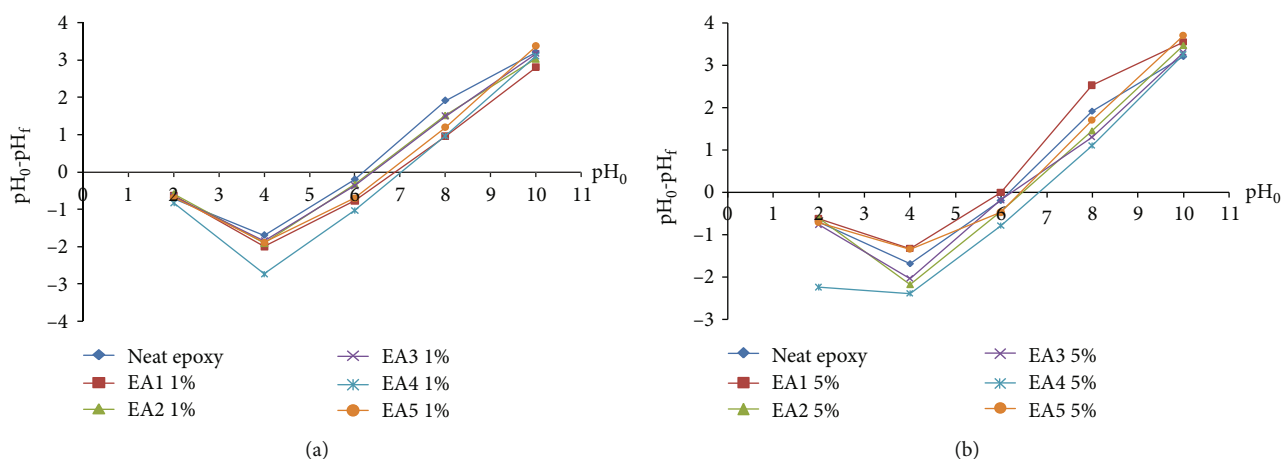 4
3
2
1
0
–1
–2
–3
–4
pH0-pHf
0 1 2 3 4 5 6 7 8 9 10 11
pH0
Neat epoxy
EA1 1%
EA2 1%
EA3 1%
EA4 1%
EA5 1%
(a)
4
3
2
1
0
–1
–2
–3
pH0-pHf
0 1 2 3 4 5 6 7 8 9 10 11
pH0
Neat epoxy
EA1 5%
EA2 5%
EA3 5%
EA4 5%
EA5 5%
(b)